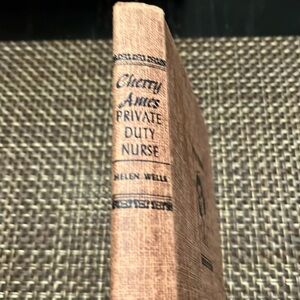 Cherry
Ames
PRIVATE
DUTY
NURSE
HELEN WELLS